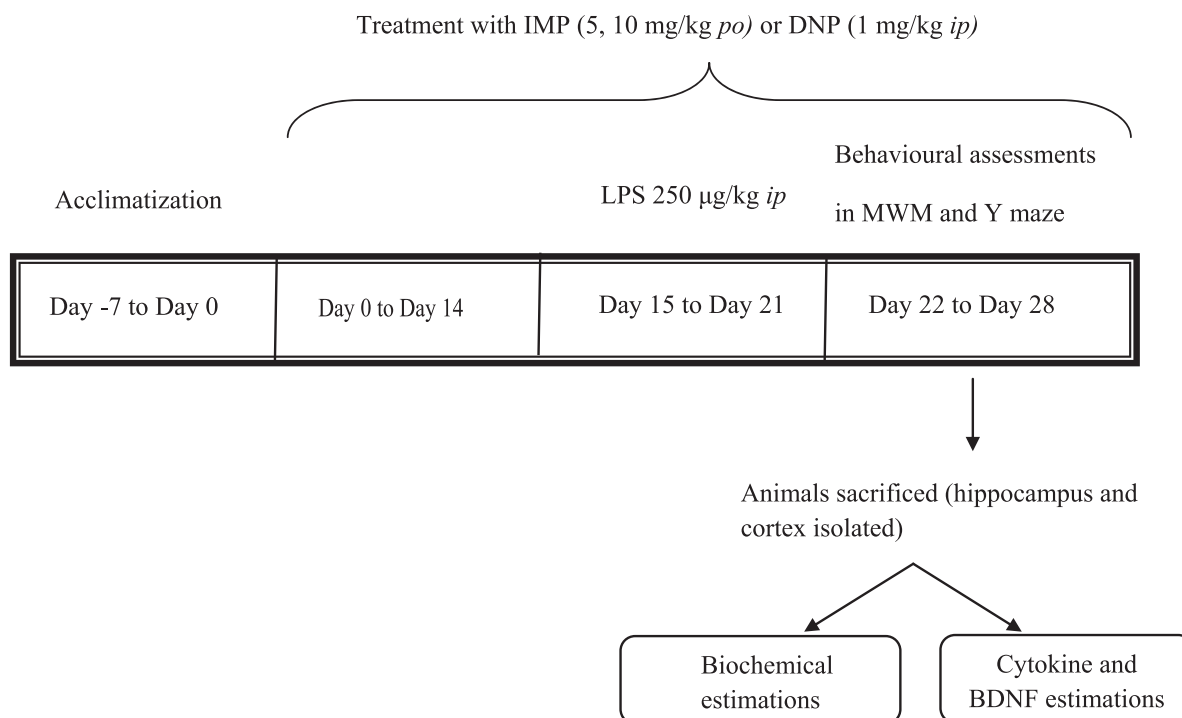 Treatment with IMP (5, 10 mg/kg po) or DNP (1 mg/kg ip)
Behavioural assessments
in MWM and Y maze
LPS 250 µg/kg ip
Acclimatization
Day -7 to Day 0
Day 0 to Day 14
Day 15 to Day 21
Day 22 to Day 28
Animals sacrificed (hippocampus and
cortex isolated)
Biochemical
estimations
Cytokine and
BDNF estimations